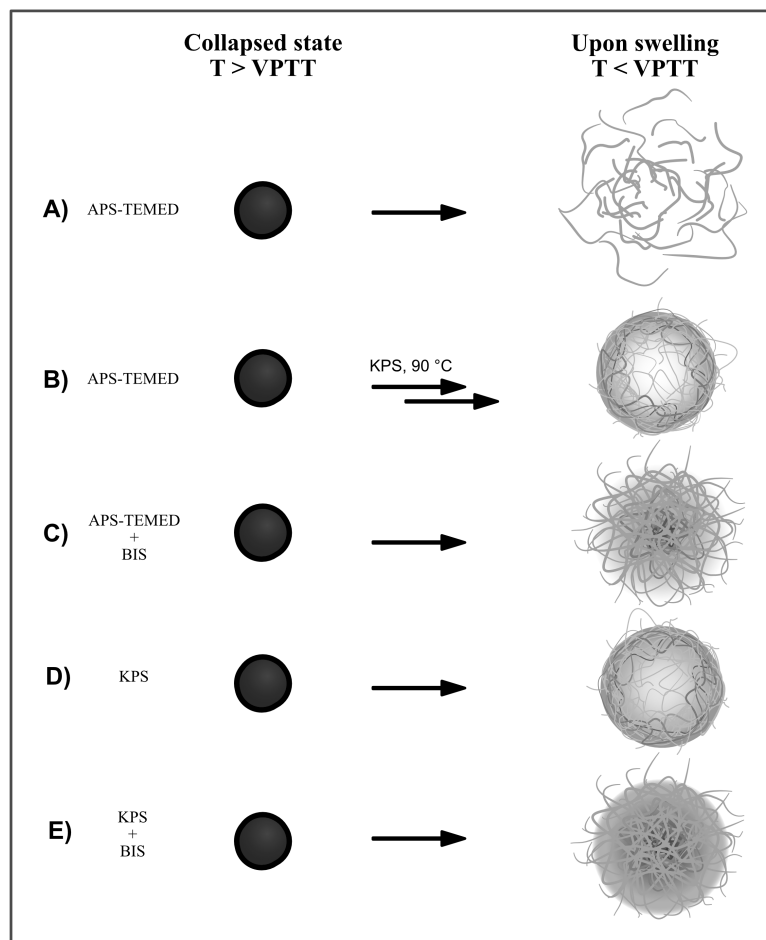 Collapsed state
T > VPTT
Upon swelling
T < VPTT
A) APS-TEMED
B) APS-TEMED
KPS, 90 °C
C) APS-TEMED
+
BIS
D) KPS
E) KPS
+
BIS